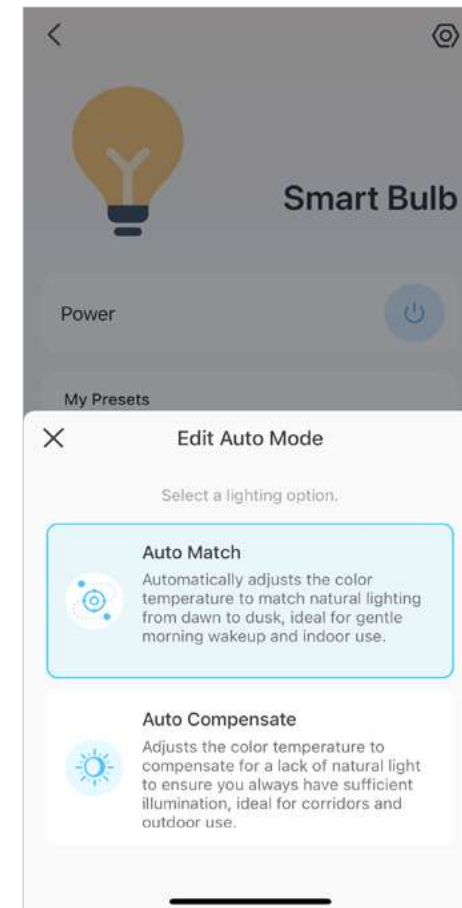 Smart Bulb
Power
My Presets
Edit Auto Mode
Select a lighting option.
Auto Match
Automatically adjusts the color
temperature to match natural lighting
from dawn to dusk, ideal for gentle
morning wakeup and indoor use.
Auto Compensate
Adjusts the color temperature to
compensate for a lack of natural light
to ensure you always have sufficient
illumination, ideal for corridors and
outdoor use.